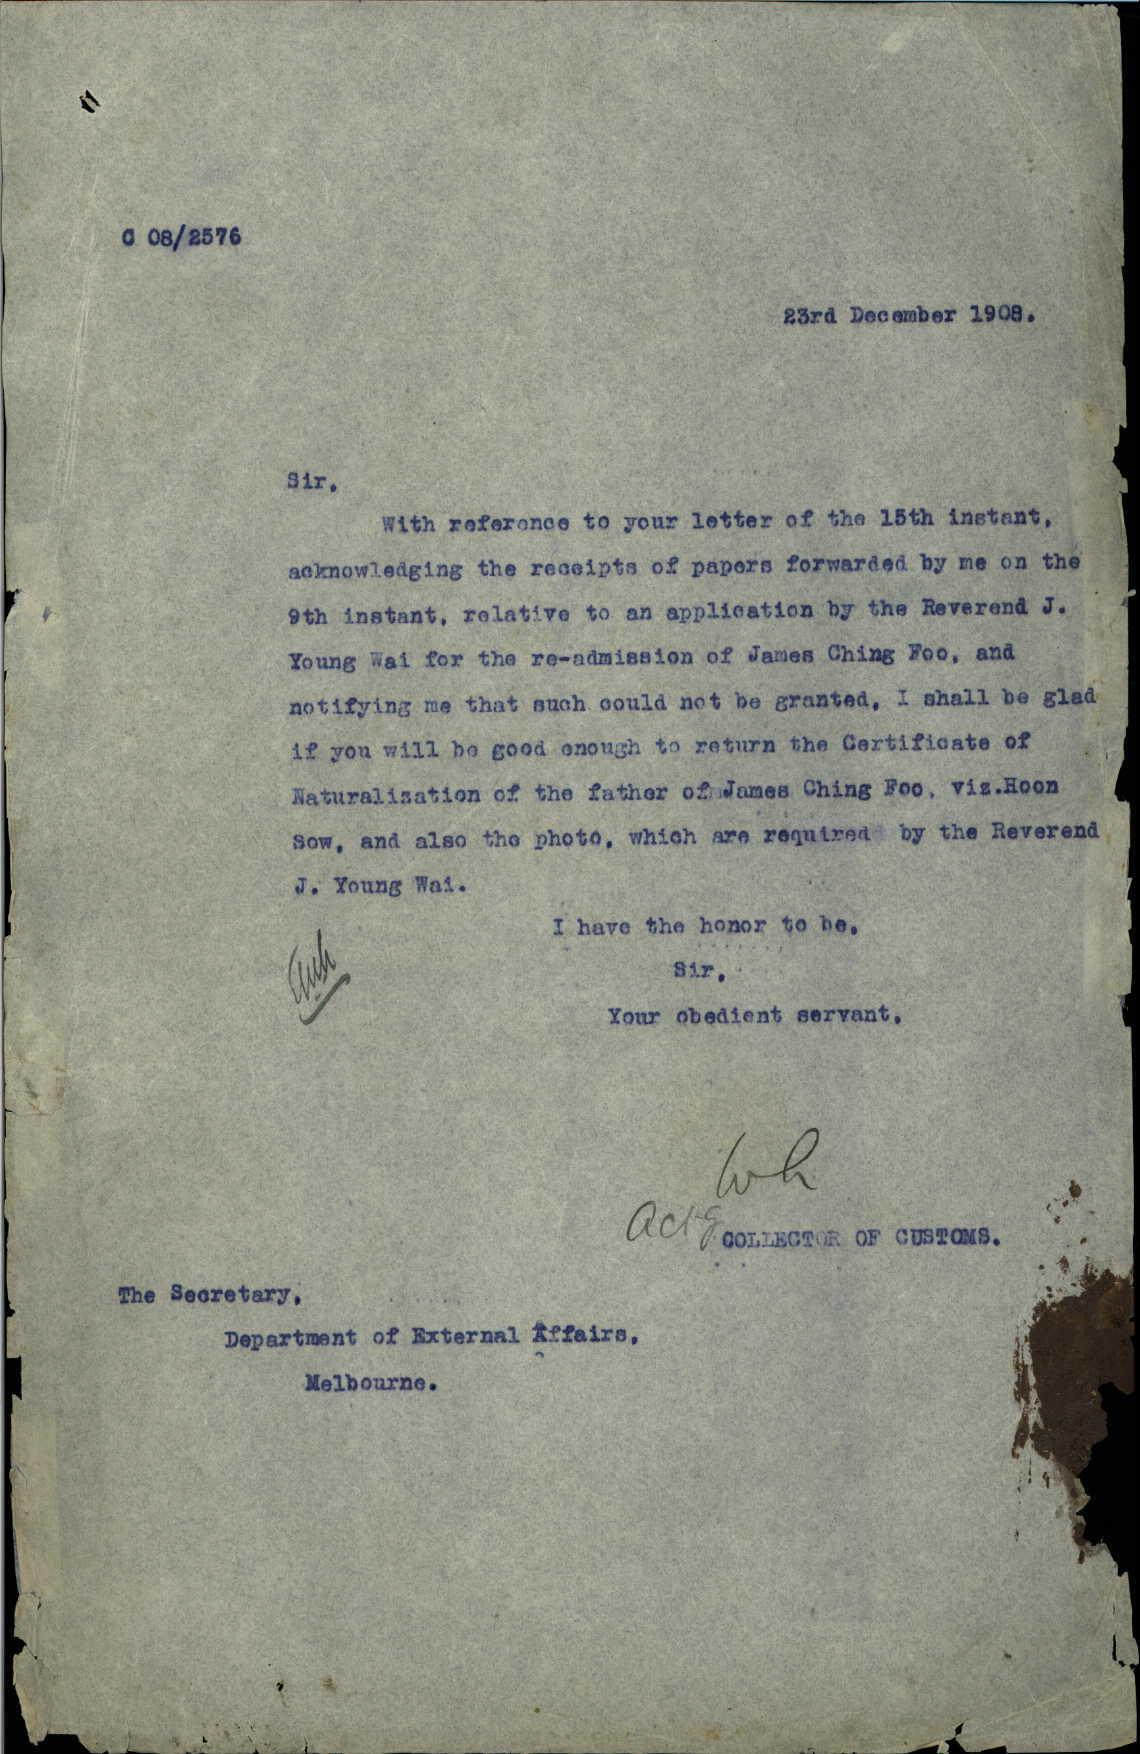 C 08/2576
23rd December 1908.
Sir,
With reference to your letter of the 15th instant,
acknowledging the receipts of papers forwarded by me on the
9th instant, relative to an application by the Reverend J.
Young Wai for the re-admission of James Ching Foo, and
notifying me that such could not be granted, I shall be glad
if you will be good enough to return the Certificate of
Naturalization of the father of James Ching Foo, viz.Hoon
Sow, and also the photo, which are required by the Reverend
J. Young Wai.
I have the honor to be,
Sir,
Your obedient servant,
Actg COLLECTOR OF CUSTOMS.
The Secretary,
Department of External Affairs,
Melbourne.